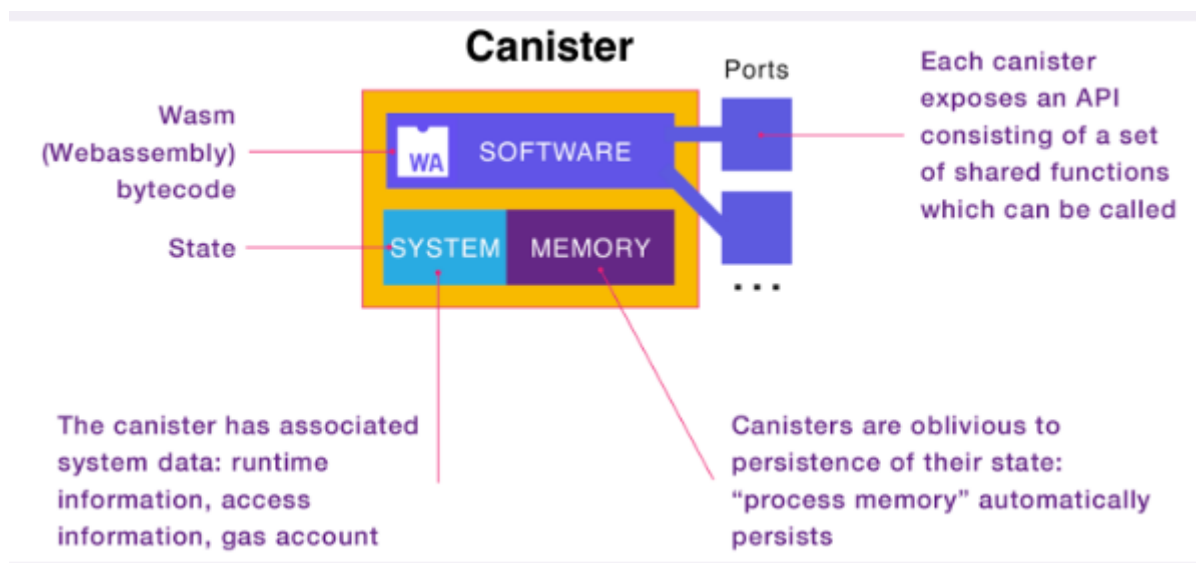 Canister
Ports
Wasm
(Webassembly)
bytecode
WA
SOFTWARE
Each canister
exposes an API
consisting of a set
of shared functions
which can be called
State
SYSTEM
MEMORY
...
The canister has associated
system data: runtime
information, access
information, gas account
Canisters are oblivious to
persistence of their state:
“process memory” automatically
persists